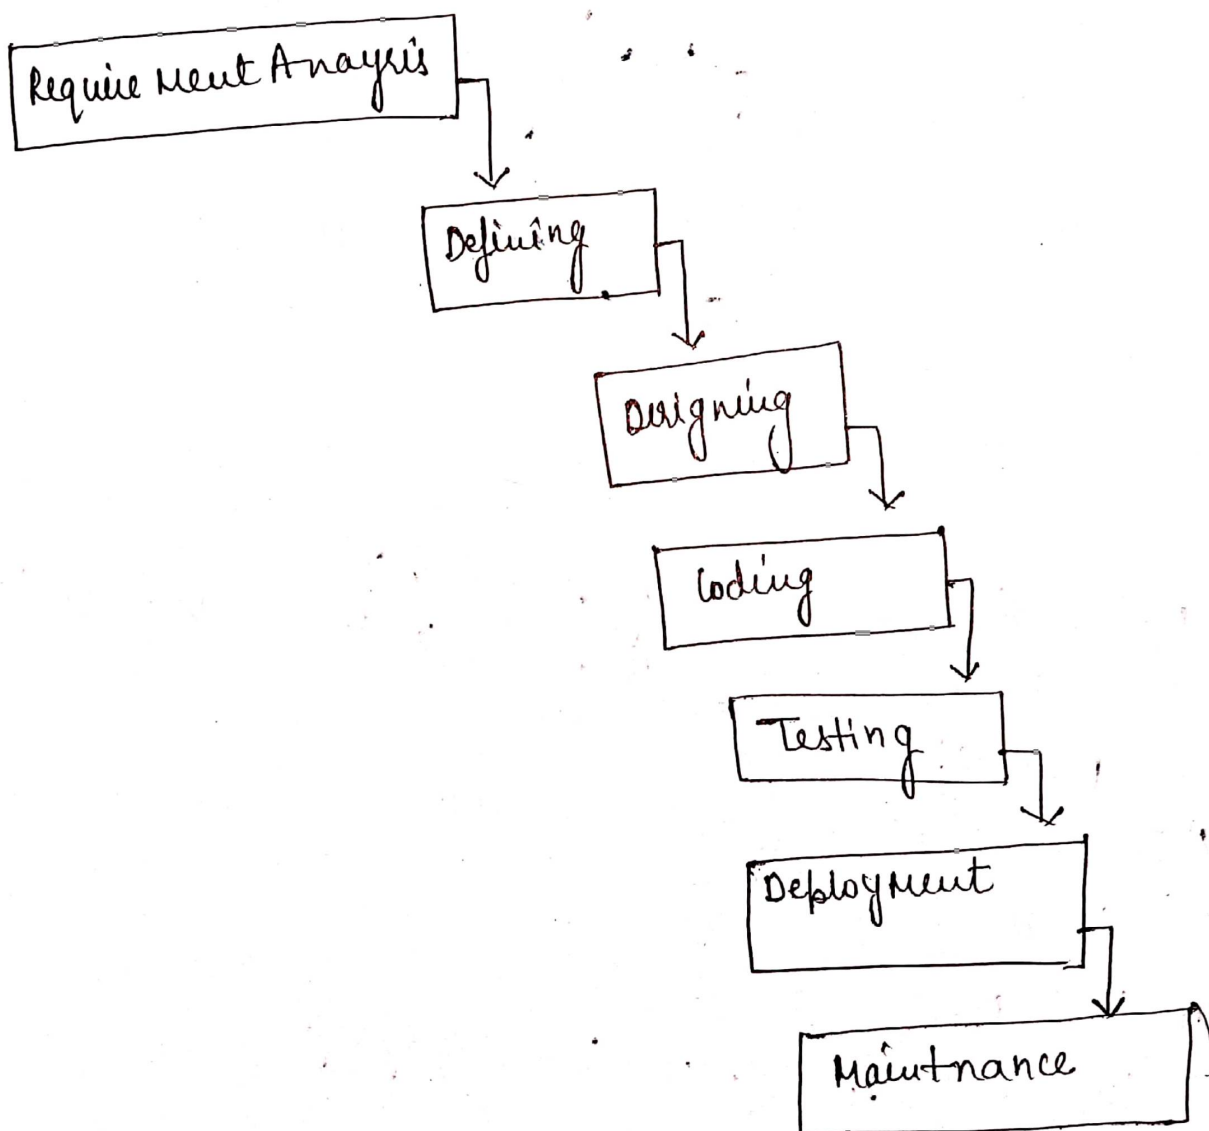 Require Ment Anaysis
Defining
Designing
Coding
Testing
Deployment
Maintnance